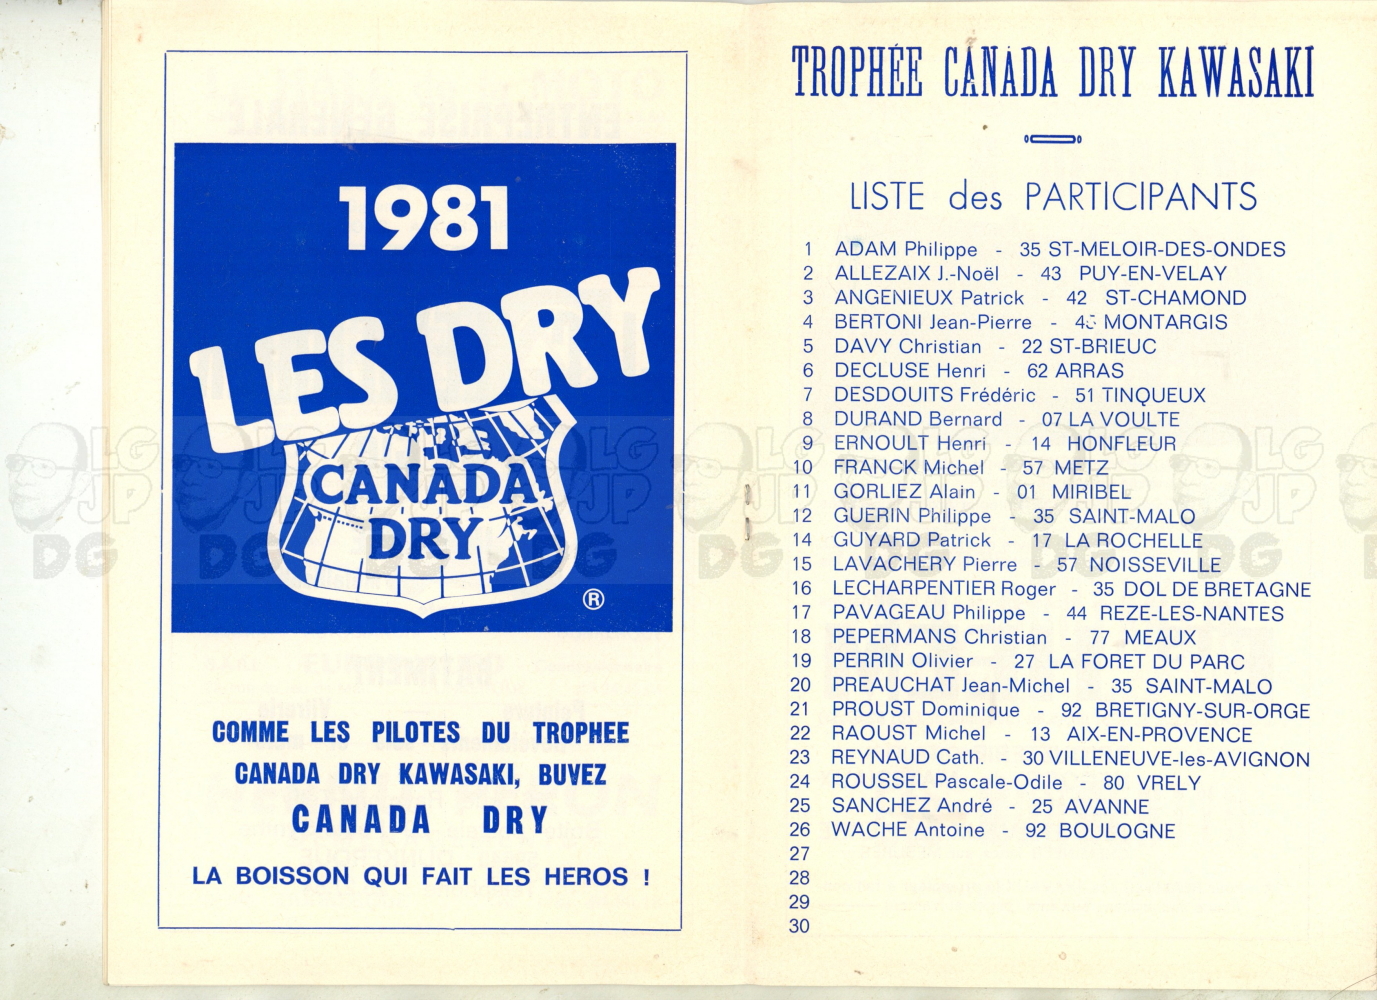 1981
LES DRY
CANADA
DRY
®
COMME LES PILOTES DU TROPHEE
CANADA DRY KAWASAKI, BUVEZ
CANADA DRY
LA BOISSON QUI FAIT LES HEROS !
TROPHÉE CANADA DRY KAWASAKI
LISTE des PARTICIPANTS
1 ADAM Philippe - 35 ST-MELOIR-DES-ONDES
2 ALLEZAIX J.-Noël - 43 PUY-EN-VELAY
3 ANGENIEUX Patrick - 42 ST-CHAMOND
4 BERTONI Jean-Pierre - 45 MONTARGIS
5 DAVY Christian - 22 ST-BRIEUC
6 DECLUSE Henri - 62 ARRAS
7 DESDOUITS Frédéric - 51 TINQUEUX
8 DURAND Bernard - 07 LA VOULTE
9 ERNOULT Henri - 14 HONFLEUR
10 FRANCK Michel - 57 METZ
11 GORLIEZ Alain - 01 MIRIBEL
12 GUERIN Philippe - 35 SAINT-MALO
14 GUYARD Patrick - 17 LA ROCHELLE
15 LAVACHERY Pierre - 57 NOISSEVILLE
16 LECHARPENTIER Roger - 35 DOL DE BRETAGNE
17 PAVAGEAU Philippe - 44 REZE-LES-NANTES
18 PEPERMANS Christian - 77 MEAUX
19 PERRIN Olivier - 27 LA FORET DU PARC
20 PREAUCHAT Jean-Michel - 35 SAINT-MALO
21 PROUST Dominique - 92 BRETIGNY-SUR-ORGE
22 RAOUST Michel - 13 AIX-EN-PROVENCE
23 REYNAUD Cath. - 30 VILLENEUVE-les-AVIGNON
24 ROUSSEL Pascale-Odile - 80 VRELY
25 SANCHEZ André - 25 AVANNE
26 WACHE Antoine - 92 BOULOGNE
27
28
29
30
LG
JP
DG